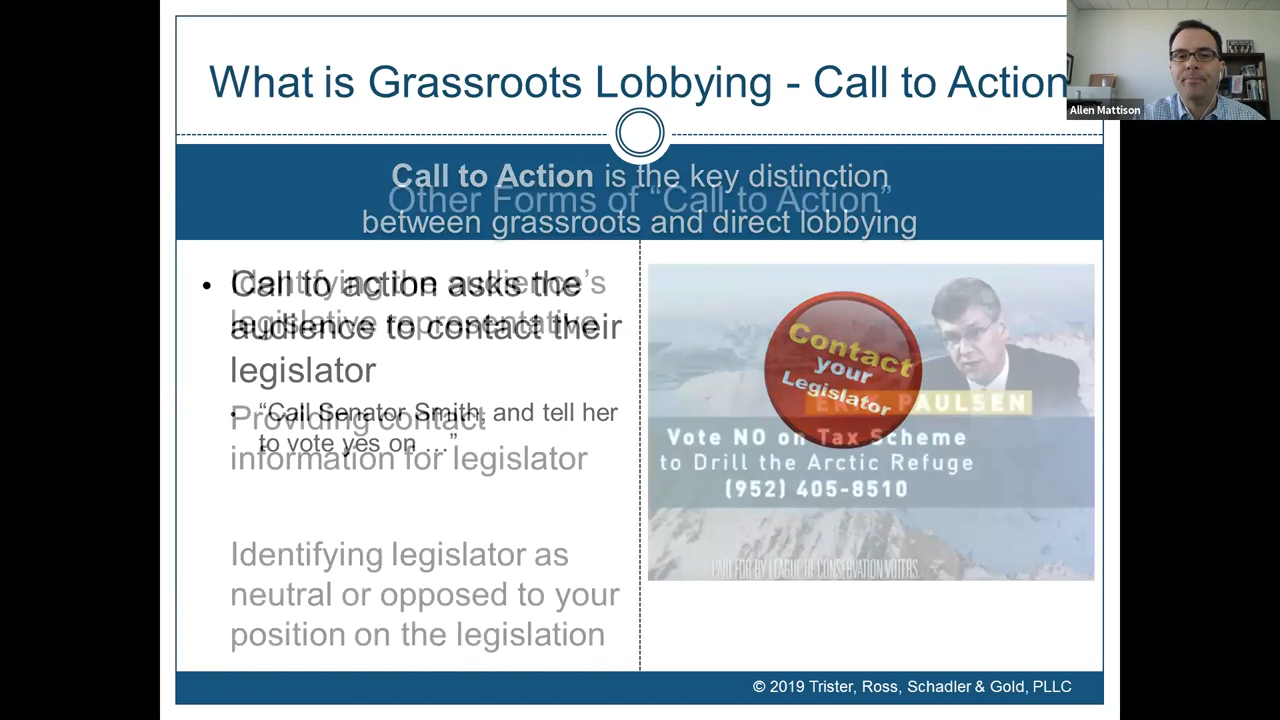 What is Grassroots Lobbying - Call to Action
Allen Mattison
Call to Action is the key distinction
between grassroots and direct lobbying
Other Forms of “Call to Action”
• Call to action asks the
audience to contact their
legislator
• “Call Senator Smith, and tell her
to vote yes on …”
Identifying the audience’s
legislative representative
Providing contact
information for legislator
Identifying legislator as
neutral or opposed to your
position on the legislation
Contact
your
Legislator
ERIK PAULSEN
Vote NO on Tax Scheme
to Drill the Arctic Refuge
(952) 405-8510
PAID FOR BY LEAGUE OF CONSERVATION VOTERS
© 2019 Trister, Ross, Schadler & Gold, PLLC